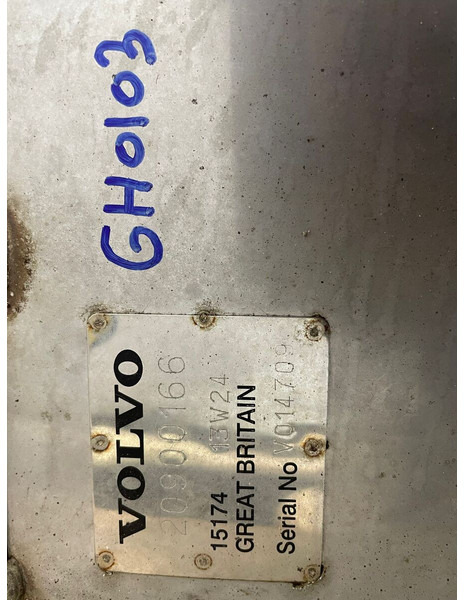 GH0103
VOLVO
20900166
15174 13W24
GREAT BRITAIN
Serial No V014709